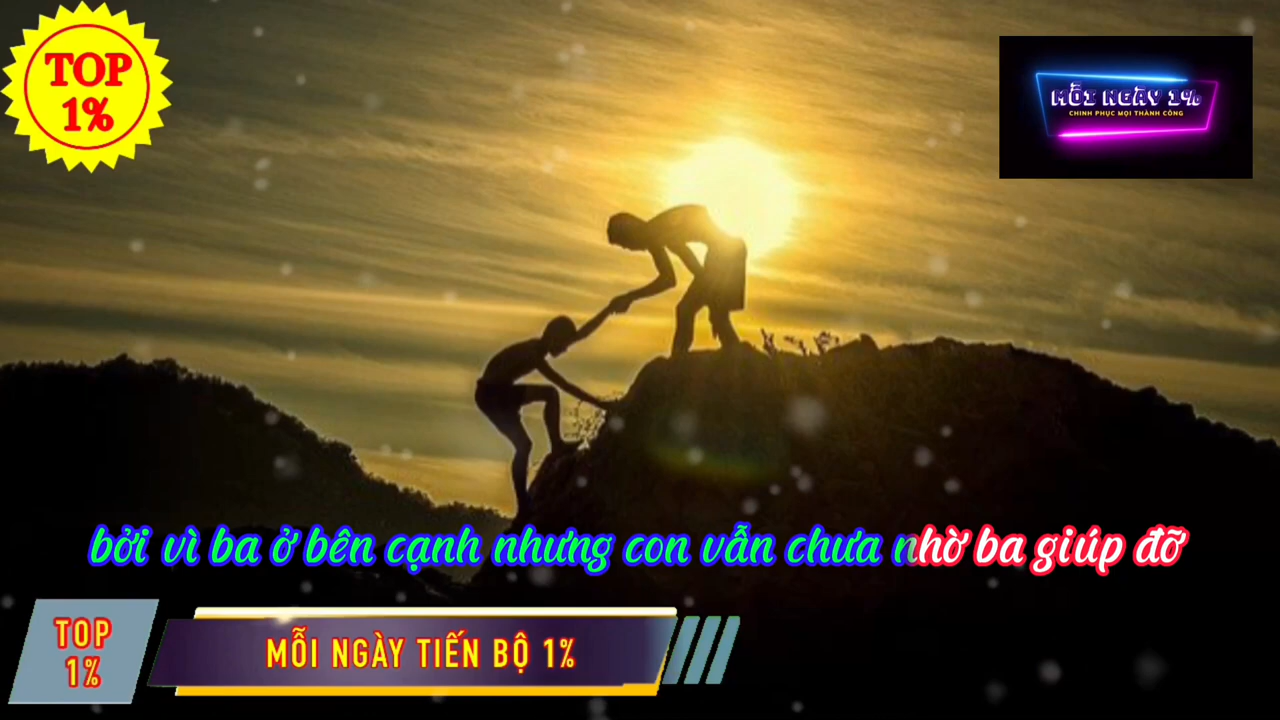 TOP
1%
MỖI NGÀY 1%
CHINH PHỤC MỌI THÀNH CÔNG
bởi vì ba ở bên cạnh nhưng con vẫn chưa nhờ ba giúp đỡ
TOP
1%
MỖI NGÀY TIẾN BỘ 1%